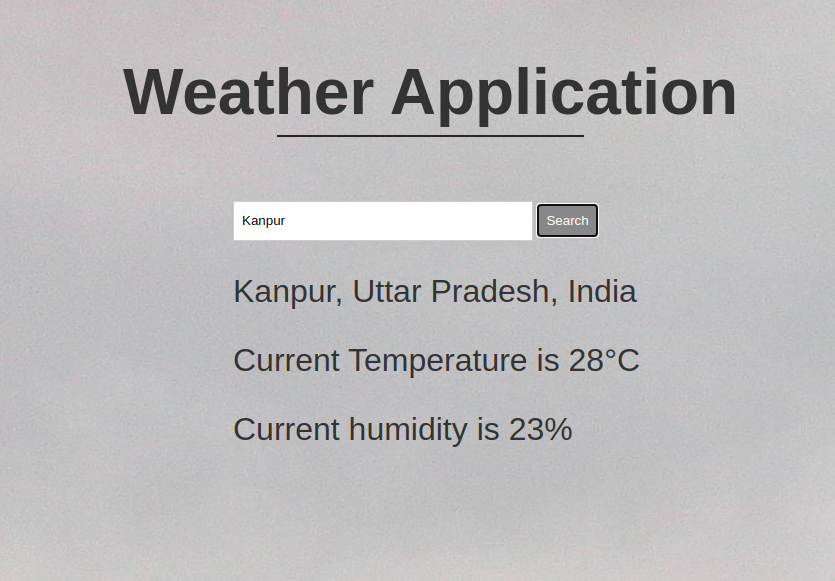 Weather Application
Kanpur Search
Kanpur, Uttar Pradesh, India
Current Temperature is 28°C
Current humidity is 23%